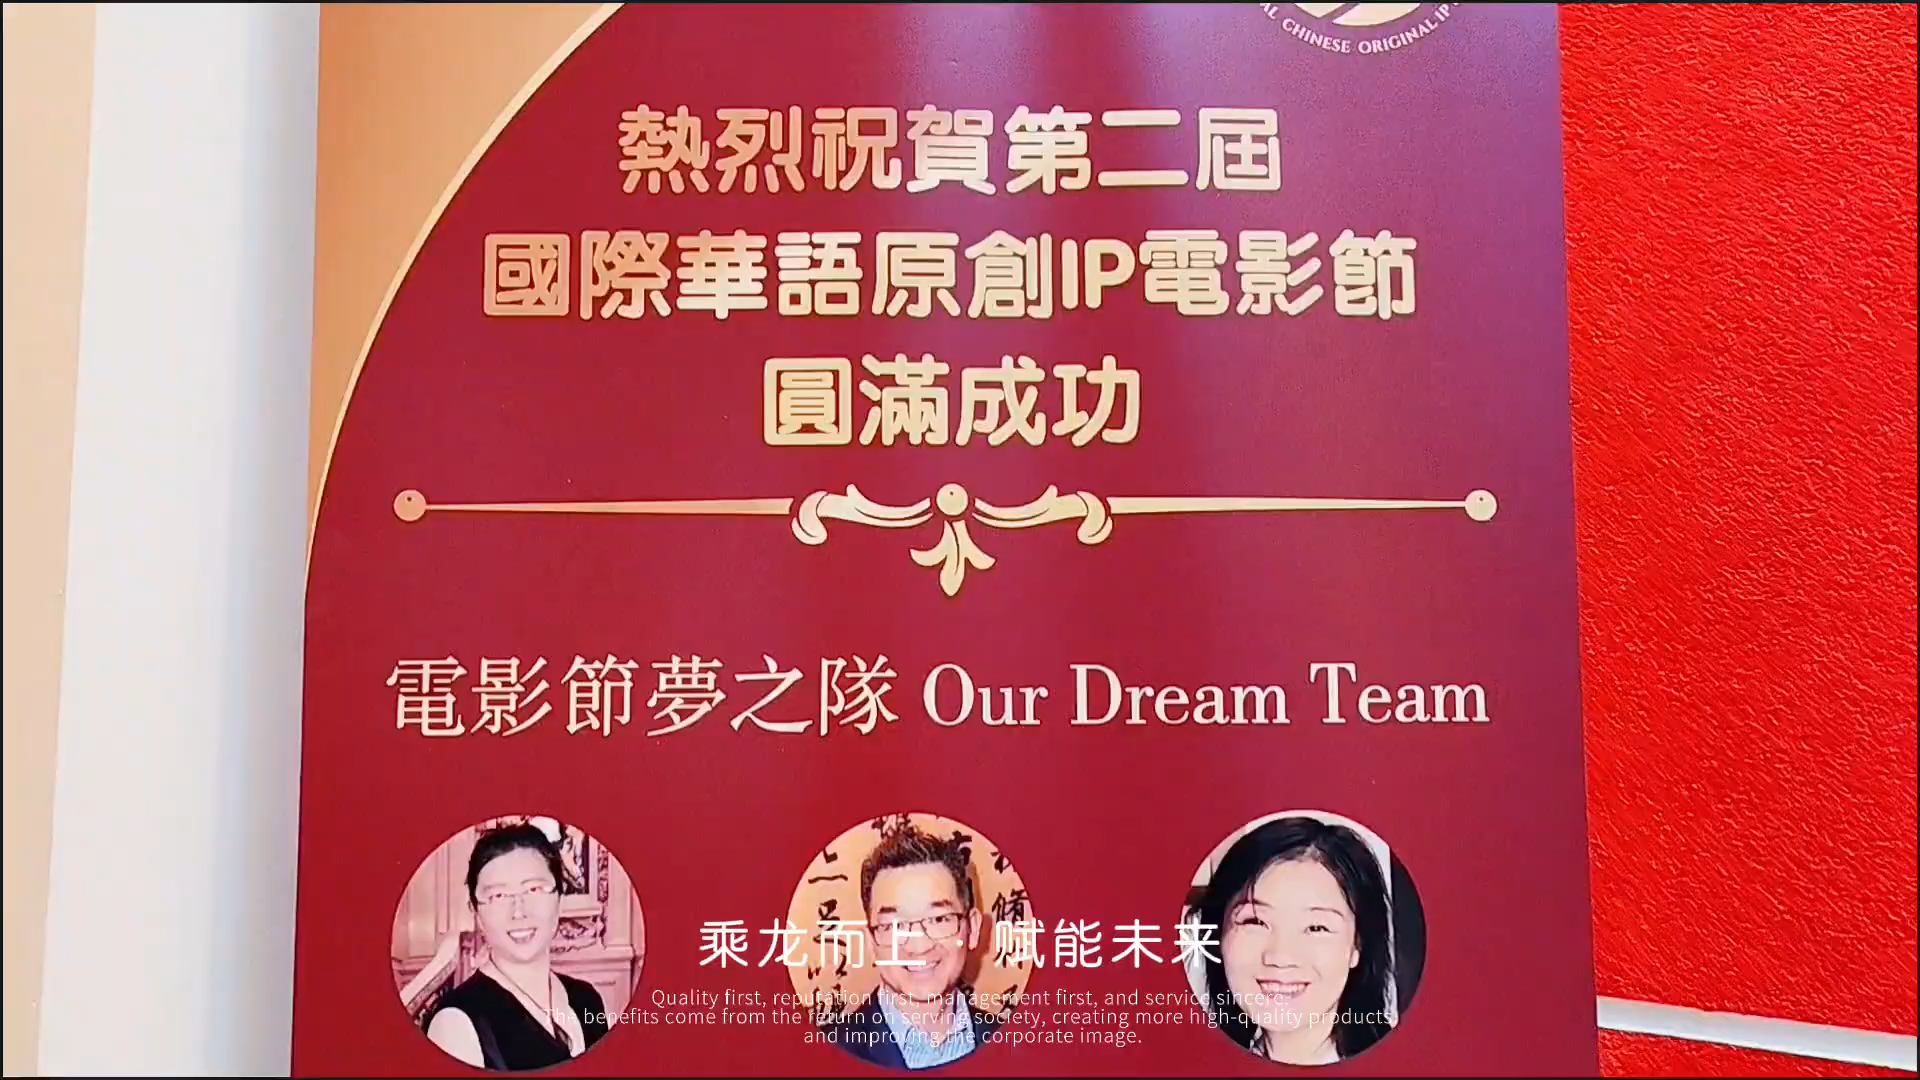 AL CHINESE ORIGINAL IP
熱烈祝賀第二屆
國際華語原創IP電影節
圓滿成功
電影節夢之隊 Our Dream Team
乘龙而上·赋能未来
Quality first, reputation first, management first, and service sincere.
The benefits come from the return on serving society, creating more high-quality products,
and improving the corporate image.